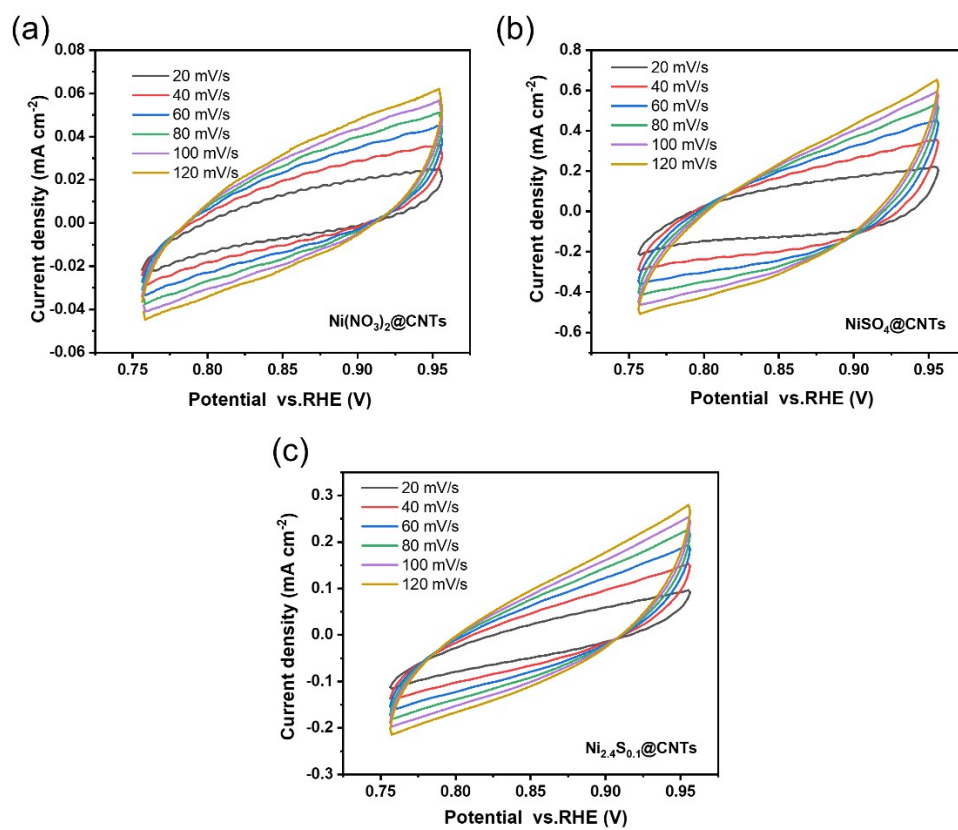 (a)
0.08
0.06
0.04
0.02
0.00
-0.02
-0.04
-0.06
Current density (mA cm⁻²)
20 mV/s
40 mV/s
60 mV/s
80 mV/s
100 mV/s
120 mV/s
Ni(NO₃)₂@CNTs
0.75 0.80 0.85 0.90 0.95
Potential vs.RHE (V)
(b)
0.8
0.6
0.4
0.2
0.0
-0.2
-0.4
-0.6
Current density (mA cm⁻²)
20 mV/s
40 mV/s
60 mV/s
80 mV/s
100 mV/s
120 mV/s
NiSO₄@CNTs
0.75 0.80 0.85 0.90 0.95
Potential vs.RHE (V)
(c)
0.3
0.2
0.1
0.0
-0.1
-0.2
-0.3
Current density (mA cm⁻²)
20 mV/s
40 mV/s
60 mV/s
80 mV/s
100 mV/s
120 mV/s
Ni₂.₄S₀.₁@CNTs
0.75 0.80 0.85 0.90 0.95
Potential vs.RHE (V)